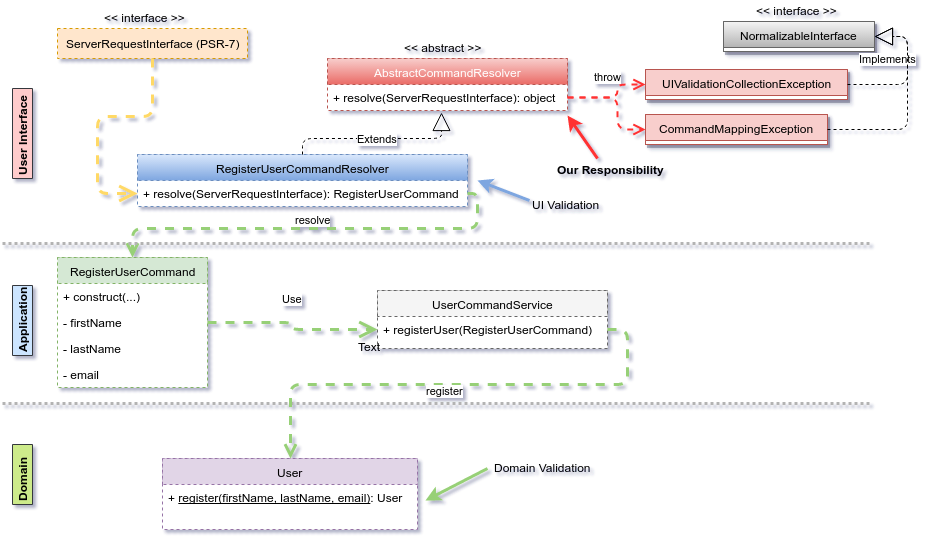 << interface >>
ServerRequestInterface (PSR-7)
<< abstract >>
AbstractCommandResolver
+ resolve(ServerRequestInterface): object
<< interface >>
NormalizableInterface
Implements
throw
UIValidationCollectionException
CommandMappingException
User Interface
Extends
Our Responsibility
RegisterUserCommandResolver
+ resolve(ServerRequestInterface): RegisterUserCommand
UI Validation
resolve
Application
RegisterUserCommand
+ construct(...)
- firstName
- lastName
- email
Use
UserCommandService
+ registerUser(RegisterUserCommand)
Text
register
Domain
User
+ register(firstName, lastName, email): User
Domain Validation